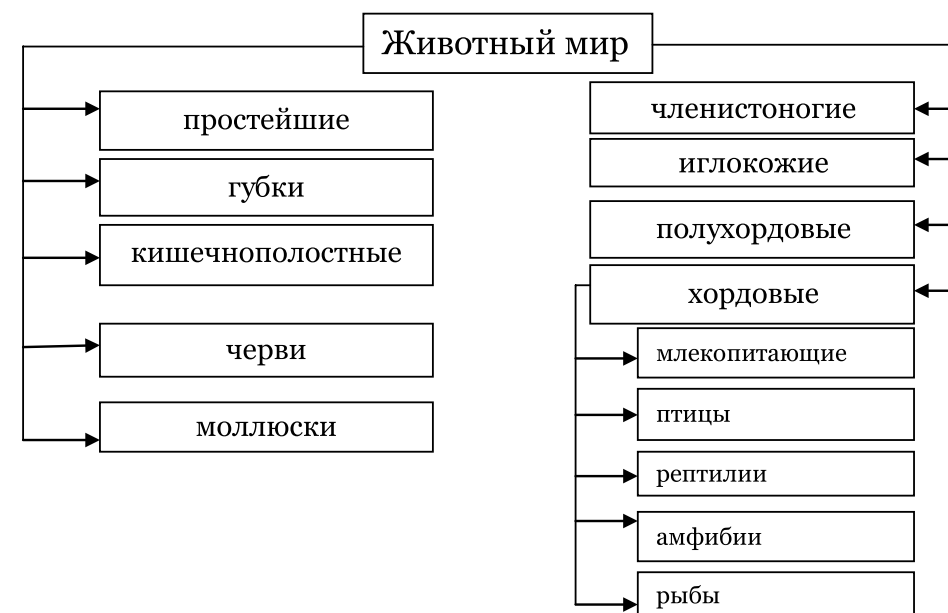 Животный мир
простейшие
губки
кишечнополостные
черви
моллюски
членистоногие
иглокожие
полухордовые
хордовые
млекопитающие
птицы
рептилии
амфибии
рыбы